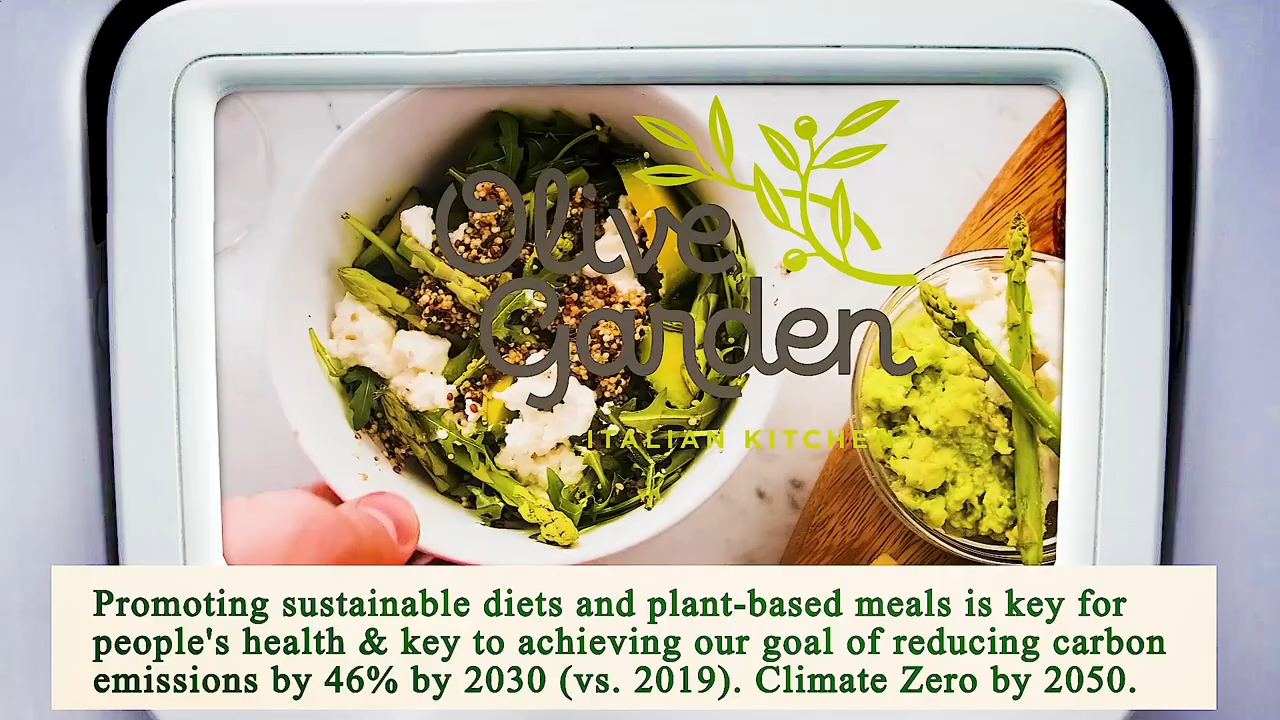 Olive
Garden
ITALIAN KITCHEN
Promoting sustainable diets and plant-based meals is key for
people's health & key to achieving our goal of reducing carbon
emissions by 46% by 2030 (vs. 2019). Climate Zero by 2050.